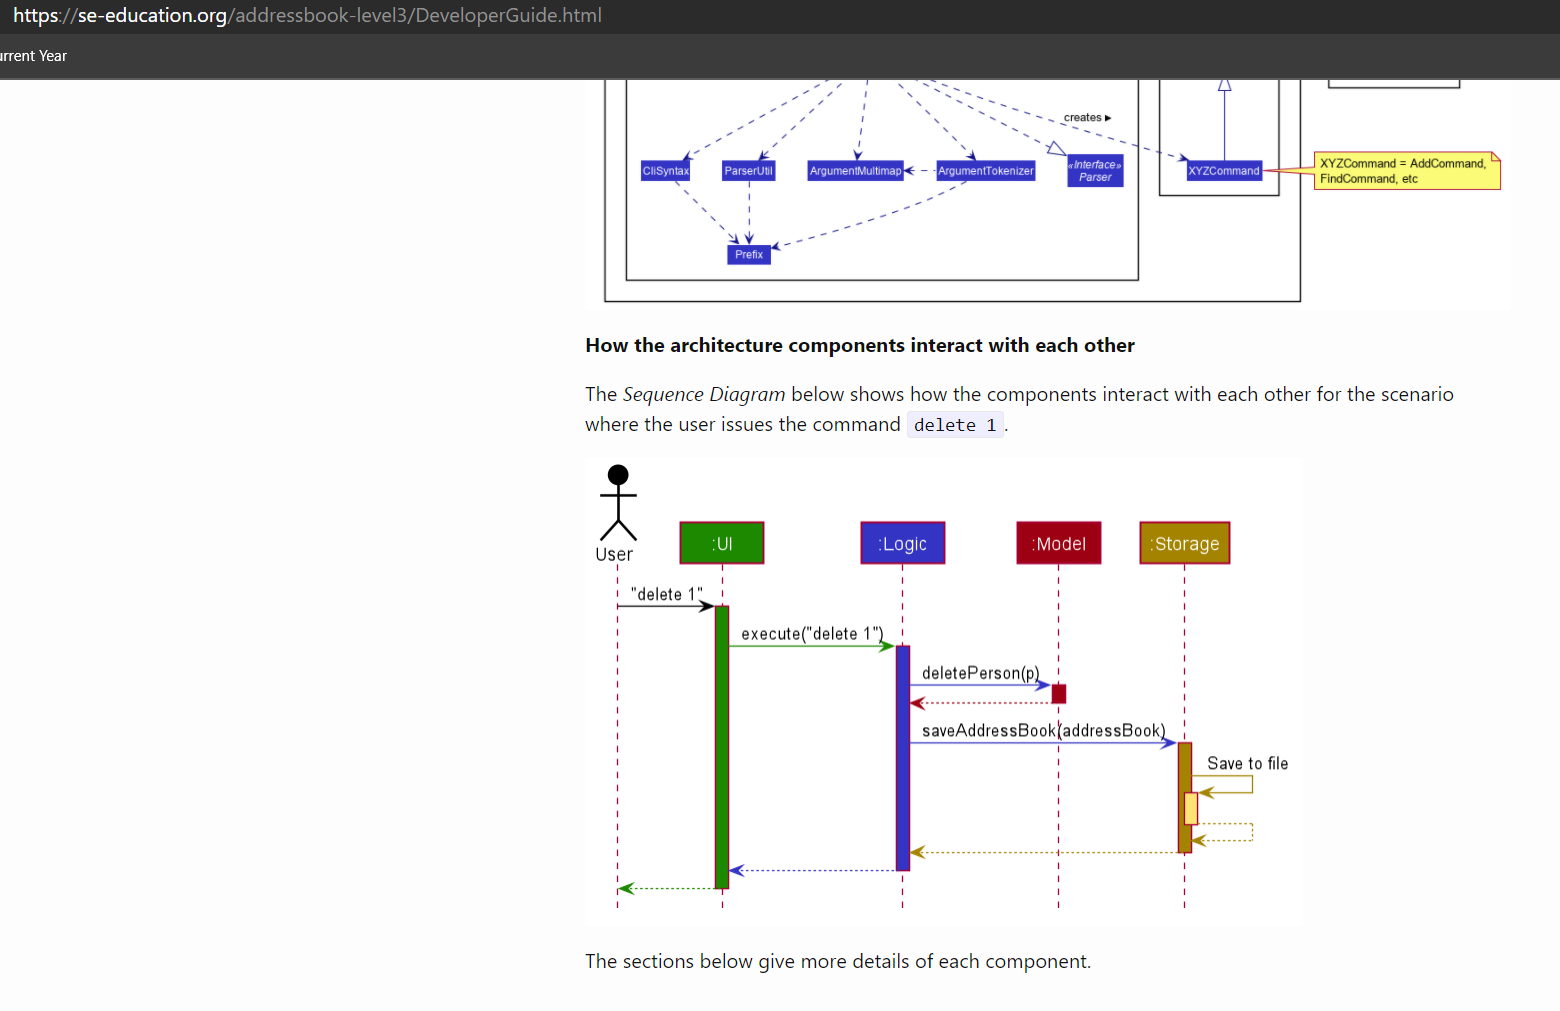 https://se-education.org/addressbook-level3/DeveloperGuide.html
urrent Year
creates
CliSyntax
ParserUtil
ArgumentMultimap
ArgumentTokenizer
«Interface»
Parser
XYZCommand
XYZCommand = AddCommand,
FindCommand, etc
Prefix
How the architecture components interact with each other
The Sequence Diagram below shows how the components interact with each other for the scenario
where the user issues the command delete 1.
User
:UI
:Logic
:Model
:Storage
"delete 1"
execute("delete 1")
deletePerson(p)
saveAddressBook(addressBook)
Save to file
The sections below give more details of each component.